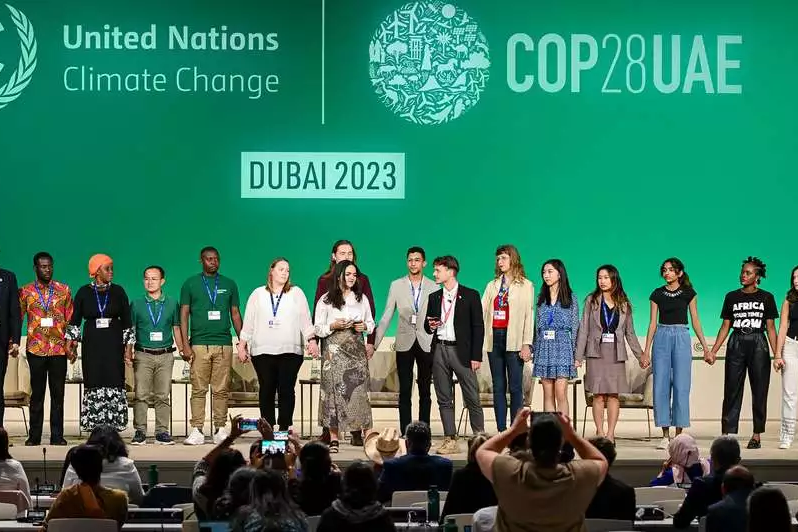 United Nations
Climate Change
COP28UAE
DUBAI 2023
AFRICA
NOW